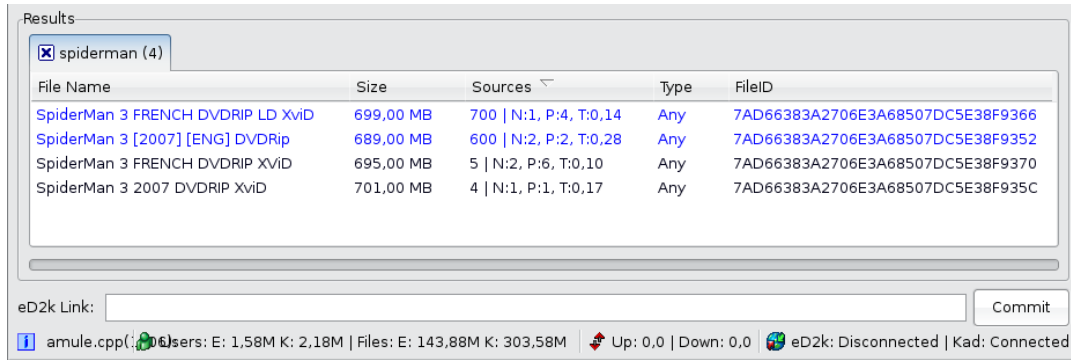 Results
spiderman (4)
File Name Size Sources Type FileID
SpiderMan 3 FRENCH DVDRIP LD XviD 699,00 MB 700 | N:1, P:4, T:0,14 Any 7AD66383A2706E3A68507DC5E38F9366
SpiderMan 3 [2007] [ENG] DVDRip 689,00 MB 600 | N:2, P:2, T:0,28 Any 7AD66383A2706E3A68507DC5E38F9352
SpiderMan 3 FRENCH DVDRIP XViD 695,00 MB 5 | N:2, P:6, T:0,10 Any 7AD66383A2706E3A68507DC5E38F9370
SpiderMan 3 2007 DVDRIP XviD 701,00 MB 4 | N:1, P:1, T:0,17 Any 7AD66383A2706E3A68507DC5E38F935C
eD2k Link: Commit
amule.cpp( Users: E: 1,58M K: 2,18M | Files: E: 143,88M K: 303,58M Up: 0,0 | Down: 0,0 eD2k: Disconnected | Kad: Connected